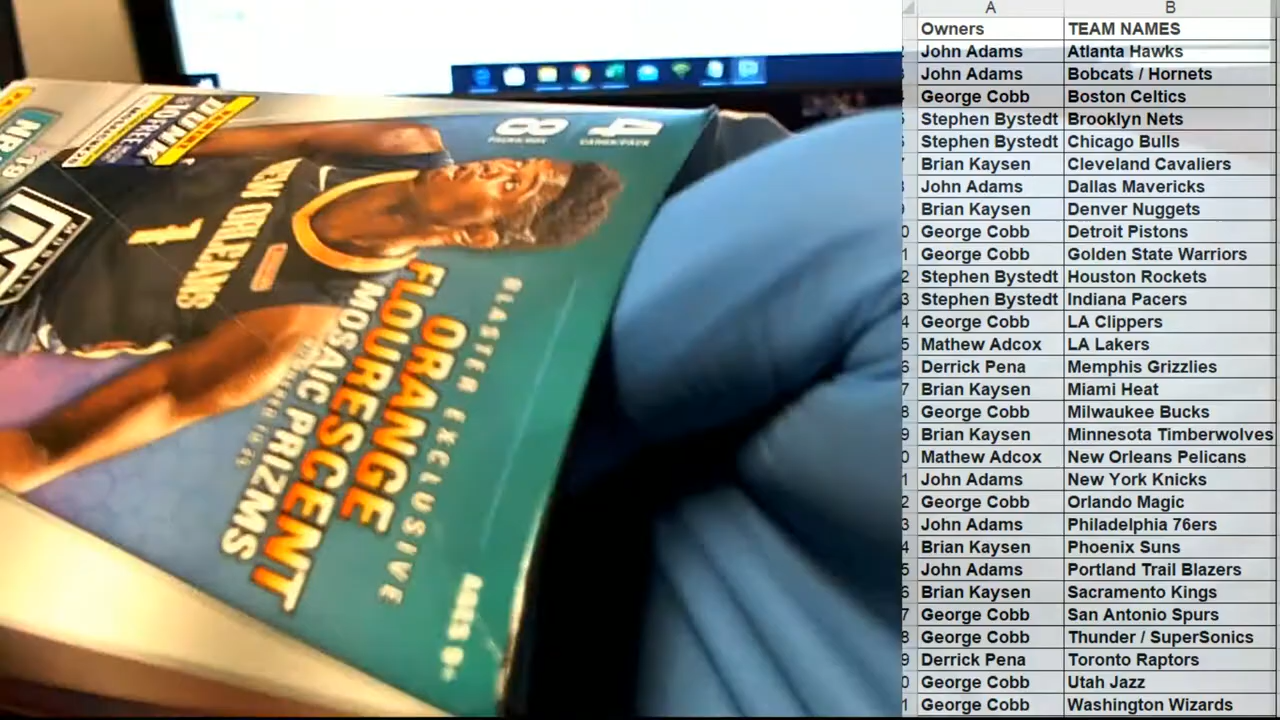 A B
Owners TEAM NAMES
John Adams Atlanta Hawks
John Adams Bobcats / Hornets
George Cobb Boston Celtics
Stephen Bystedt Brooklyn Nets
Stephen Bystedt Chicago Bulls
Brian Kaysen Cleveland Cavaliers
John Adams Dallas Mavericks
Brian Kaysen Denver Nuggets
George Cobb Detroit Pistons
George Cobb Golden State Warriors
Stephen Bystedt Houston Rockets
Stephen Bystedt Indiana Pacers
George Cobb LA Clippers
Mathew Adcox LA Lakers
Derrick Pena Memphis Grizzlies
Brian Kaysen Miami Heat
George Cobb Milwaukee Bucks
Brian Kaysen Minnesota Timberwolves
Mathew Adcox New Orleans Pelicans
John Adams New York Knicks
George Cobb Orlando Magic
John Adams Philadelphia 76ers
Brian Kaysen Phoenix Suns
John Adams Portland Trail Blazers
Brian Kaysen Sacramento Kings
George Cobb San Antonio Spurs
George Cobb Thunder / SuperSonics
Derrick Pena Toronto Raptors
George Cobb Utah Jazz
George Cobb Washington Wizards
4 8
NEW ORLEANS
1
BLASTER EXCLUSIVE
ORANGE
FLOURESCENT
MOSAIC PRIZMS
AGES 9+